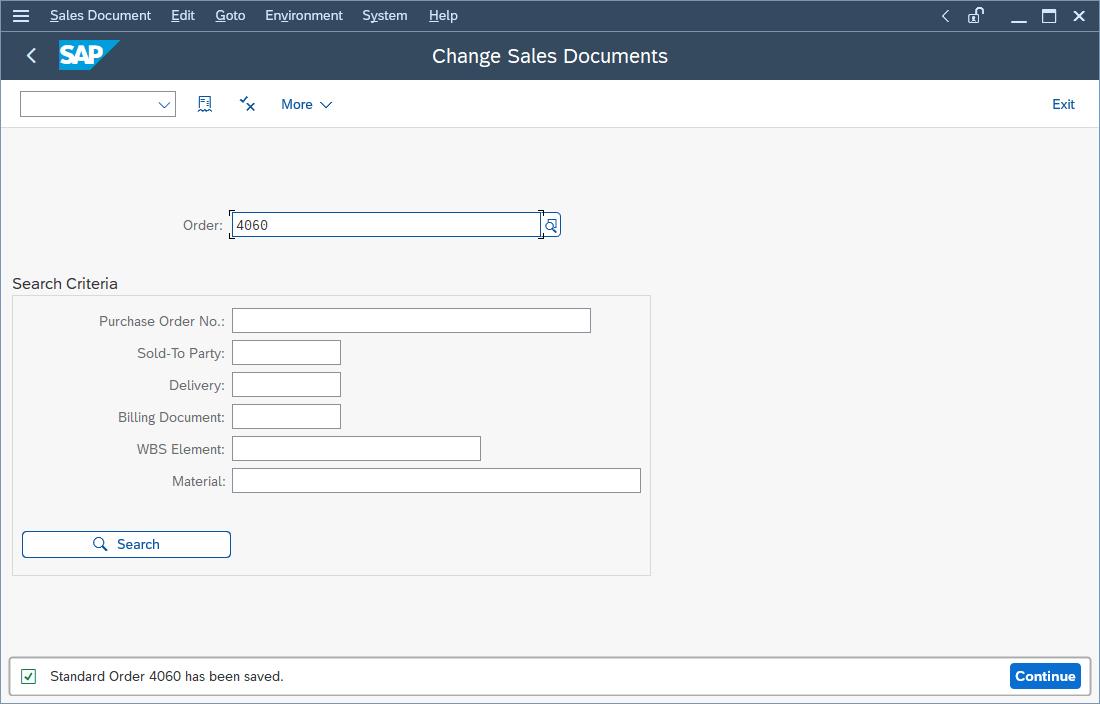 Sales Document Edit Goto Environment System Help
SAP Change Sales Documents
More Exit
Order: 4060
Search Criteria
Purchase Order No.:
Sold-To Party:
Delivery:
Billing Document:
WBS Element:
Material:
Search
Standard Order 4060 has been saved. Continue